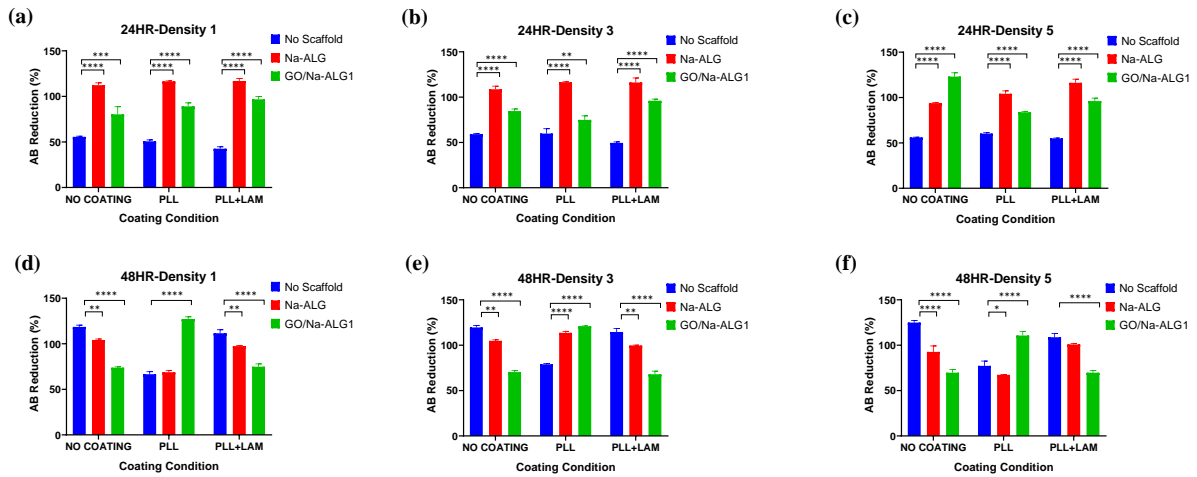 (a)
24HR-Density 1
No Scaffold
Na-ALG
GO/Na-ALG1
AB Reduction (%)
150
100
50
0
*** **** **** **** **** ****
NO COATING PLL PLL+LAM
Coating Condition
(b)
24HR-Density 3
No Scaffold
Na-ALG
GO/Na-ALG1
AB Reduction (%)
150
100
50
0
**** **** ** **** **** ****
NO COATING PLL PLL+LAM
Coating Condition
(c)
24HR-Density 5
No Scaffold
Na-ALG
GO/Na-ALG1
AB Reduction (%)
150
100
50
0
**** **** **** **** **** ****
NO COATING PLL PLL+LAM
Coating Condition
(d)
48HR-Density 1
No Scaffold
Na-ALG
GO/Na-ALG1
AB Reduction (%)
150
100
50
0
**** ** **** **** **
NO COATING PLL PLL+LAM
Coating Condition
(e)
48HR-Density 3
No Scaffold
Na-ALG
GO/Na-ALG1
AB Reduction (%)
150
100
50
0
**** ** **** **** **** **
NO COATING PLL PLL+LAM
Coating Condition
(f)
48HR-Density 5
No Scaffold
Na-ALG
GO/Na-ALG1
AB Reduction (%)
150
100
50
0
**** **** **** * ****
NO COATING PLL PLL+LAM
Coating Condition